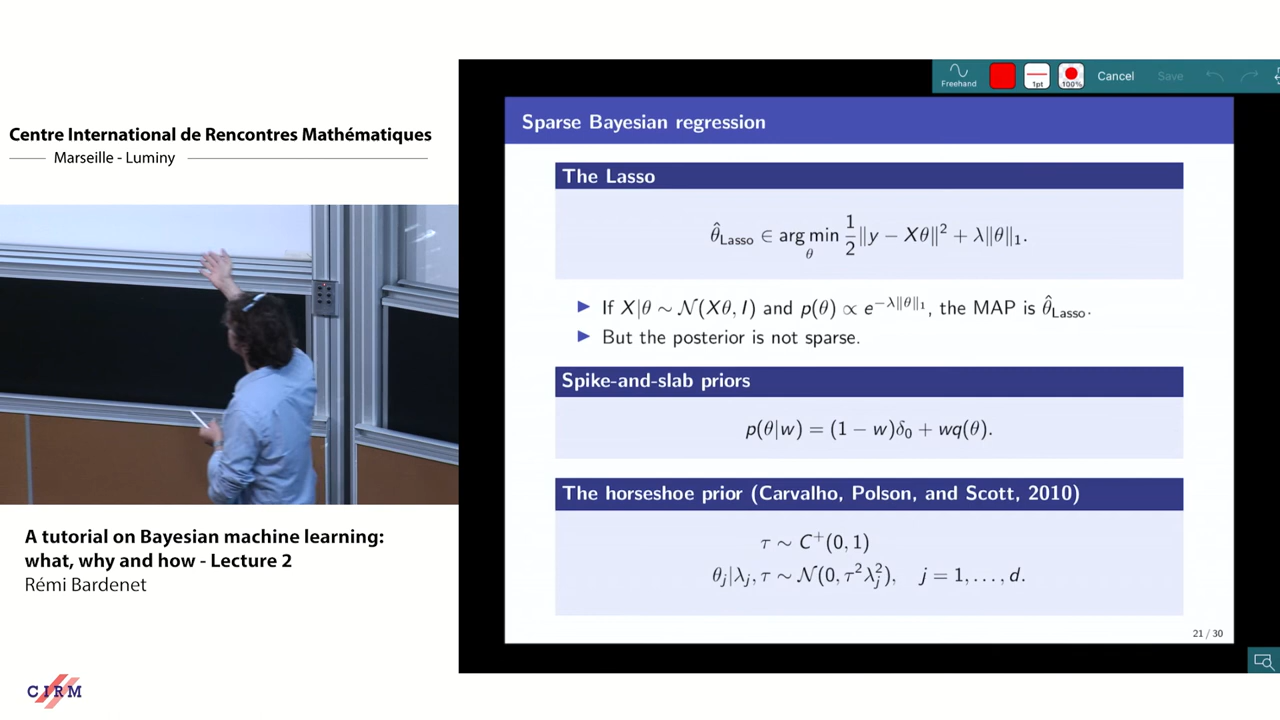 Centre International de Rencontres Mathématiques
Marseille - Luminy
Freehand
1pt
100%
Cancel
Save
Sparse Bayesian regression
The Lasso
θ̂_Lasso ∈ arg min_θ 1/2 ‖y − Xθ‖² + λ‖θ‖₁.
▶ If X|θ ∼ N(Xθ, I) and p(θ) ∝ e^{−λ‖θ‖₁}, the MAP is θ̂_Lasso.
▶ But the posterior is not sparse.
Spike-and-slab priors
p(θ|w) = (1 − w)δ₀ + wq(θ).
The horseshoe prior (Carvalho, Polson, and Scott, 2010)
τ ∼ C⁺(0, 1)
θⱼ|λⱼ, τ ∼ N(0, τ²λⱼ²), j = 1, . . . , d.
21 / 30
A tutorial on Bayesian machine learning:
what, why and how - Lecture 2
Rémi Bardenet
CIRM